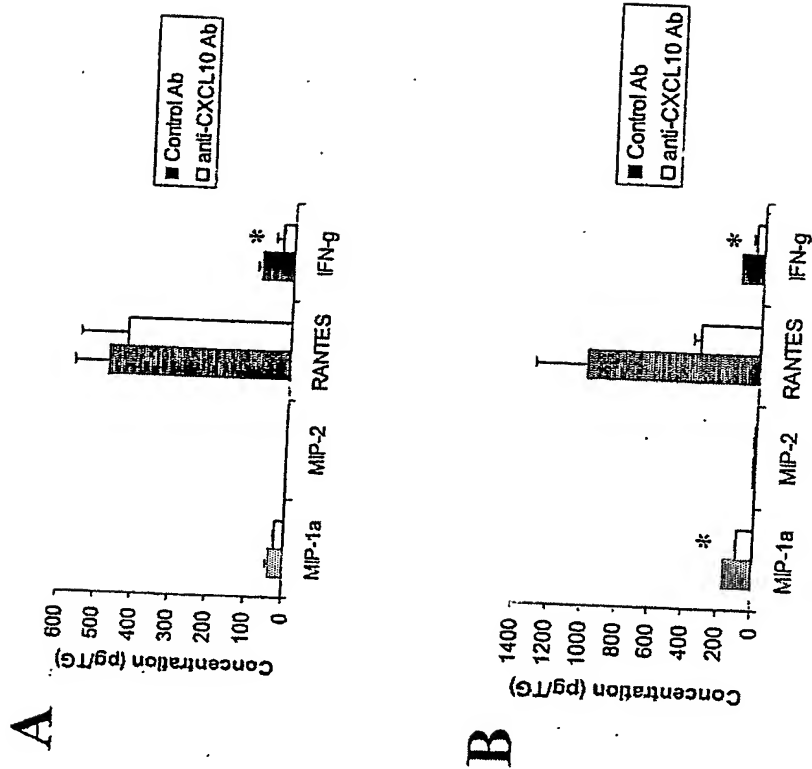 A
Concentration (pg/TG)
600
500
400
300
200
100
0
MIP-1a MIP-2 RANTES IFN-g
*
■ Control Ab
□ anti-CXCL10 Ab
B
Concentration (pg/TG)
1400
1200
1000
800
600
400
200
0
MIP-1a MIP-2 RANTES IFN-g
* *
■ Control Ab
□ anti-CXCL10 Ab